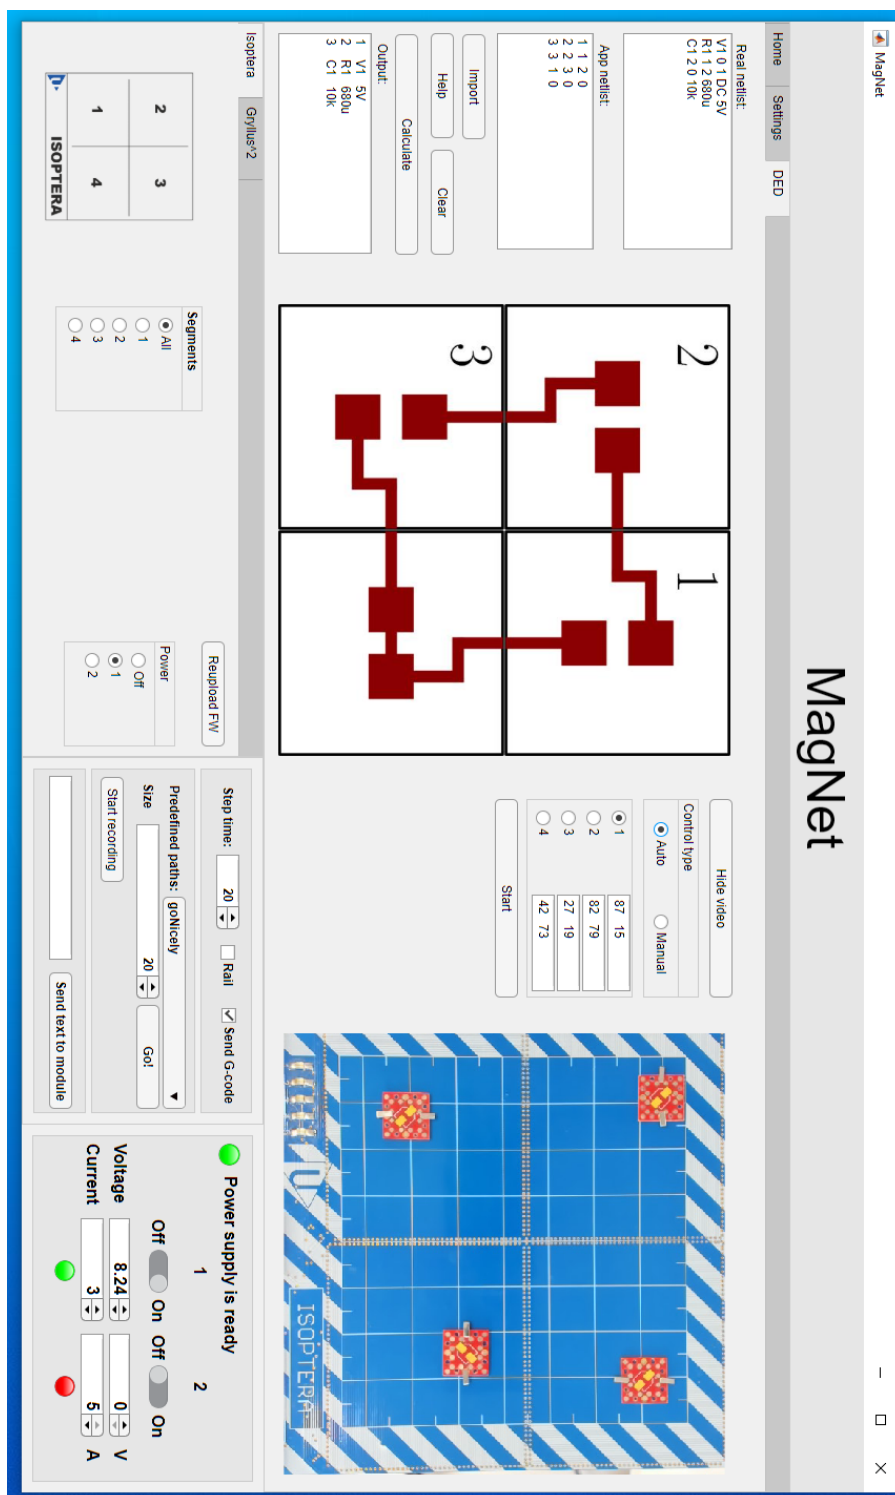 MagNet
MagNet
Home
Settings
DED
Real netlist:
V1 0 1 DC 5V
R1 1 2 680u
C1 2 0 10k
App netlist:
1 1 2 0
2 2 3 0
3 3 1 0
Import
Help
Clear
Calculate
Output:
1 V1 5V
2 R1 680u
3 C1 10k
2
1
3
Hide video
Control type
Auto
Manual
1 87 15
2 82 79
3 27 19
4 42 73
Start
ISOPTERA
Isoptera
Gryllus^2
2 3
1 4
ISOPTERA
Segments
All
1
2
3
4
Reupload FW
Power
Off
1
2
Step time: 20
Rail
Send G-code
Predefined paths: goNicely
Size 20
Go!
Start recording
Send text to module
Power supply is ready
1 2
Off On Off On
Voltage 8.24 0 V
Current 3 5 A